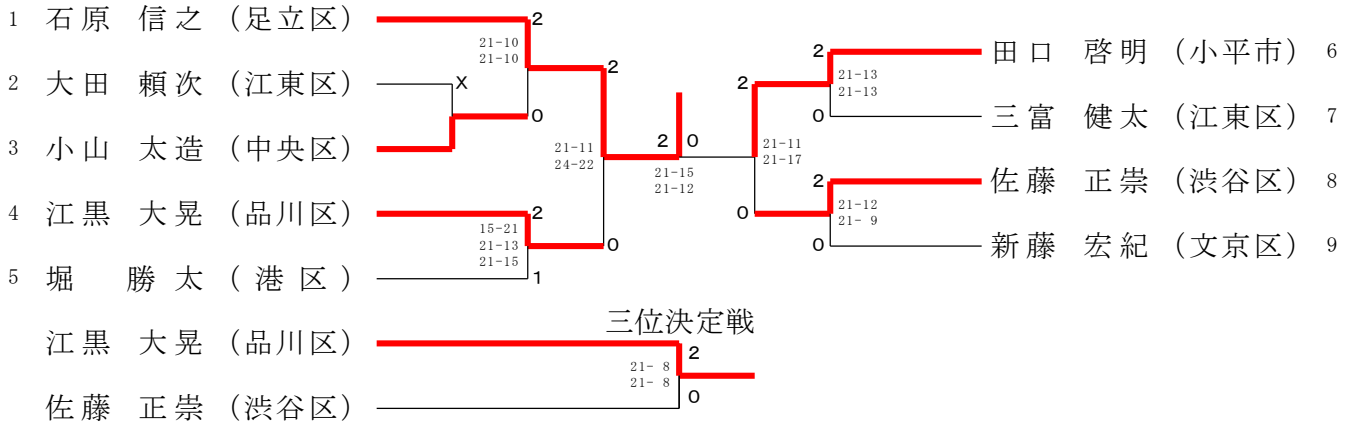 1 石原 信之 (足立区) 2
21-10
21-10
2
2 大田 頼次 (江東区) X
0
3 小山 太造 (中央区)
21-11
24-22
4 江黒 大晃 (品川区) 2
15-21
21-13
21-15
0
5 堀 勝太 (港区) 1
2 0
21-15
21-12
2 田口 啓明 (小平市) 6
2
21-13
21-13
0 三富 健太 (江東区) 7
21-11
21-17
2 佐藤 正崇 (渋谷区) 8
0
21-12
21- 9
0 新藤 宏紀 (文京区) 9
三位決定戦
江黒 大晃 (品川区) 2
21- 8
21- 8
佐藤 正崇 (渋谷区) 0